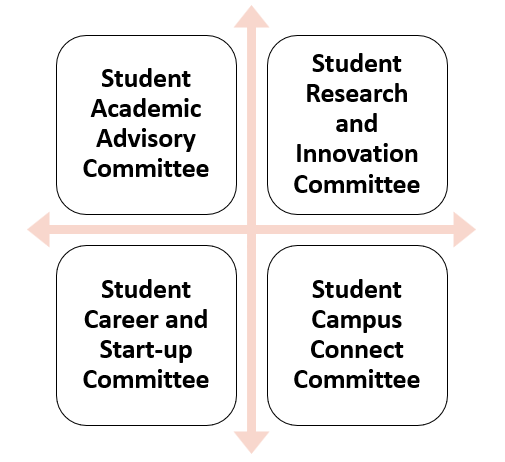 Student
Academic
Advisory
Committee
Student
Research
and
Innovation
Committee
Student
Career and
Start-up
Committee
Student
Campus
Connect
Committee